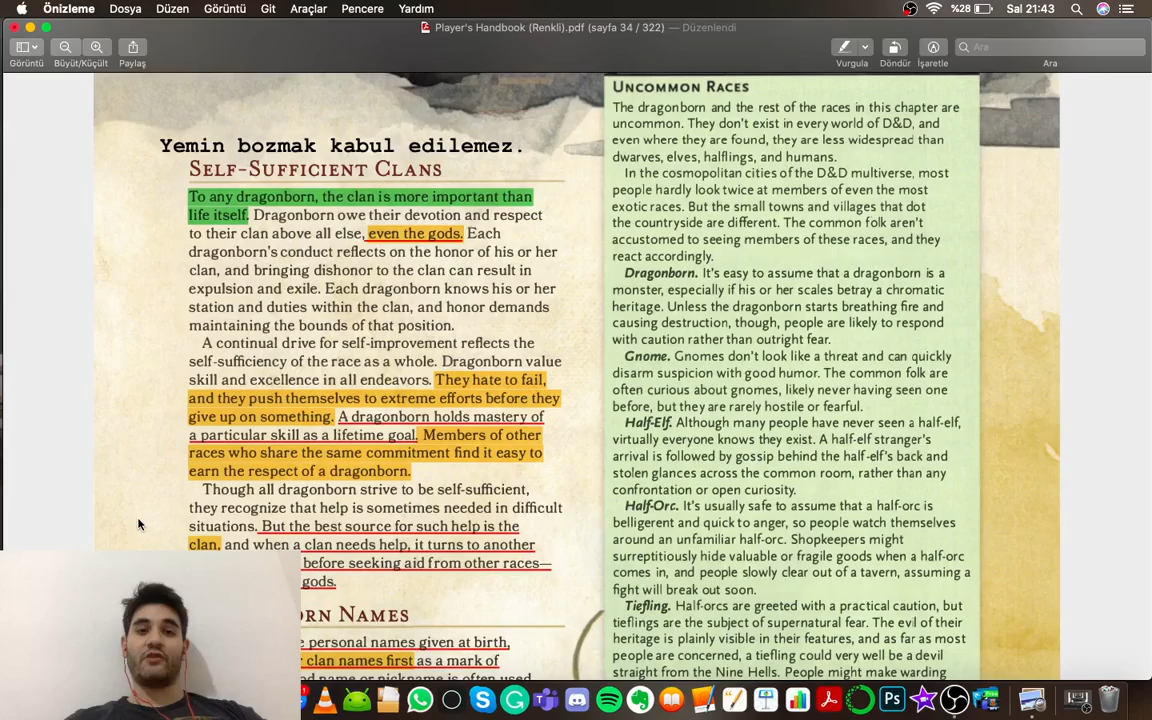 Önizleme Dosya Düzen Görüntü Git Araçlar Pencere Yardım
%28 Sal 21:43
Player's Handbook (Renkli).pdf (sayfa 34 / 322) — Düzenlendi
Görüntü Büyüt/Küçült Paylaş Vurgula Döndür İşaretle Ara
Ara
Yemin bozmak kabul edilemez.
SELF-SUFFICIENT CLANS
To any dragonborn, the clan is more important than
life itself. Dragonborn owe their devotion and respect
to their clan above all else, even the gods. Each
dragonborn's conduct reflects on the honor of his or her
clan, and bringing dishonor to the clan can result in
expulsion and exile. Each dragonborn knows his or her
station and duties within the clan, and honor demands
maintaining the bounds of that position.
A continual drive for self-improvement reflects the
self-sufficiency of the race as a whole. Dragonborn value
skill and excellence in all endeavors. They hate to fail,
and they push themselves to extreme efforts before they
give up on something. A dragonborn holds mastery of
a particular skill as a lifetime goal. Members of other
races who share the same commitment find it easy to
earn the respect of a dragonborn.
Though all dragonborn strive to be self-sufficient,
they recognize that help is sometimes needed in difficult
situations. But the best source for such help is the
clan, and when a clan needs help, it turns to another
before seeking aid from other races—
gods.
RN NAMES
personal names given at birth,
clan names first as a mark of
name or nickname is often used
UNCOMMON RACES
The dragonborn and the rest of the races in this chapter are
uncommon. They don't exist in every world of D&D, and
even where they are found, they are less widespread than
dwarves, elves, halflings, and humans.
In the cosmopolitan cities of the D&D multiverse, most
people hardly look twice at members of even the most
exotic races. But the small towns and villages that dot
the countryside are different. The common folk aren't
accustomed to seeing members of these races, and they
react accordingly.
Dragonborn. It's easy to assume that a dragonborn is a
monster, especially if his or her scales betray a chromatic
heritage. Unless the dragonborn starts breathing fire and
causing destruction, though, people are likely to respond
with caution rather than outright fear.
Gnome. Gnomes don't look like a threat and can quickly
disarm suspicion with good humor. The common folk are
often curious about gnomes, likely never having seen one
before, but they are rarely hostile or fearful.
Half-Elf. Although many people have never seen a half-elf,
virtually everyone knows they exist. A half-elf stranger's
arrival is followed by gossip behind the half-elf's back and
stolen glances across the common room, rather than any
confrontation or open curiosity.
Half-Orc. It's usually safe to assume that a half-orc is
belligerent and quick to anger, so people watch themselves
around an unfamiliar half-orc. Shopkeepers might
surreptitiously hide valuable or fragile goods when a half-orc
comes in, and people slowly clear out of a tavern, assuming a
fight will break out soon.
Tiefling. Half-orcs are greeted with a practical caution, but
tieflings are the subject of supernatural fear. The evil of their
heritage is plainly visible in their features, and as far as most
people are concerned, a tiefling could very well be a devil
straight from the Nine Hells. People might make warding